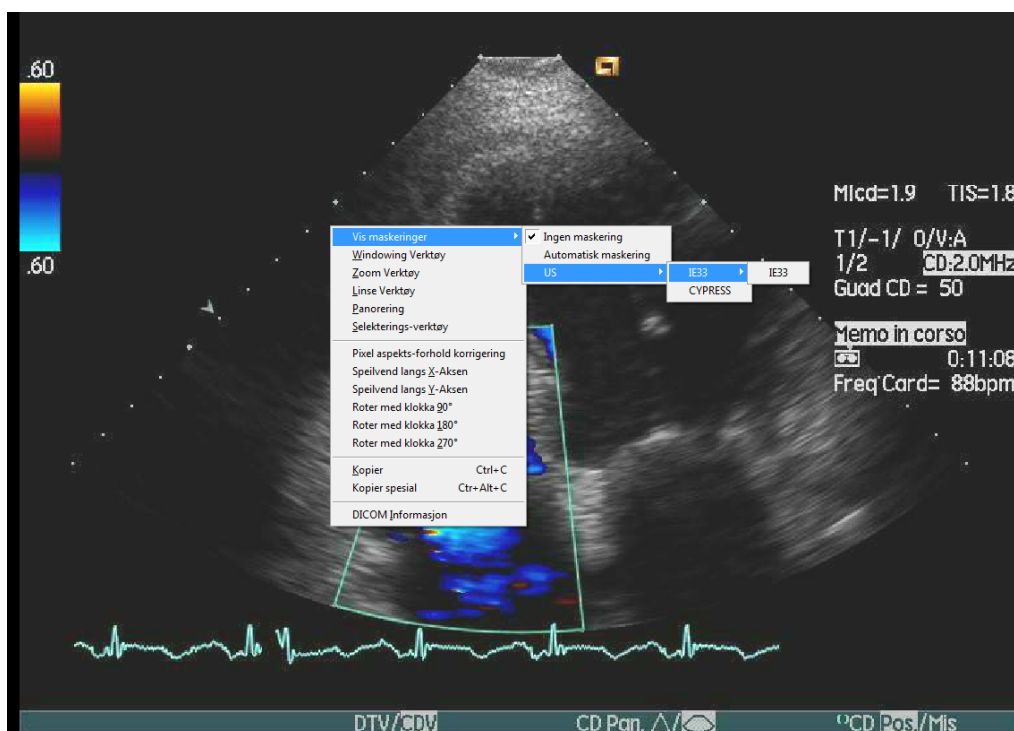 .60
.60
MIcd=1.9 TIS=1.8
T1/-1/ 0/V:A
1/2 CD:2.0MHz
Guad CD = 50
Memo in corso
0:11:08
Freq.Card= 88bpm
Vis maskeringer
Windowing Verktøy
Zoom Verktøy
Linse Verktøy
Panorering
Selekterings-verktøy
Pixel aspekts-forhold korrigering
Speilvend langs X-Aksen
Speilvend langs Y-Aksen
Roter med klokka 90°
Roter med klokka 180°
Roter med klokka 270°
Kopier Ctrl+C
Kopier spesial Ctr+Alt+C
DICOM Informasjon
Ingen maskering
Automatisk maskering
US
IE33
CYPRESS
IE33
DTV/CDV CD Pan. /\/ CD Pos./Mis